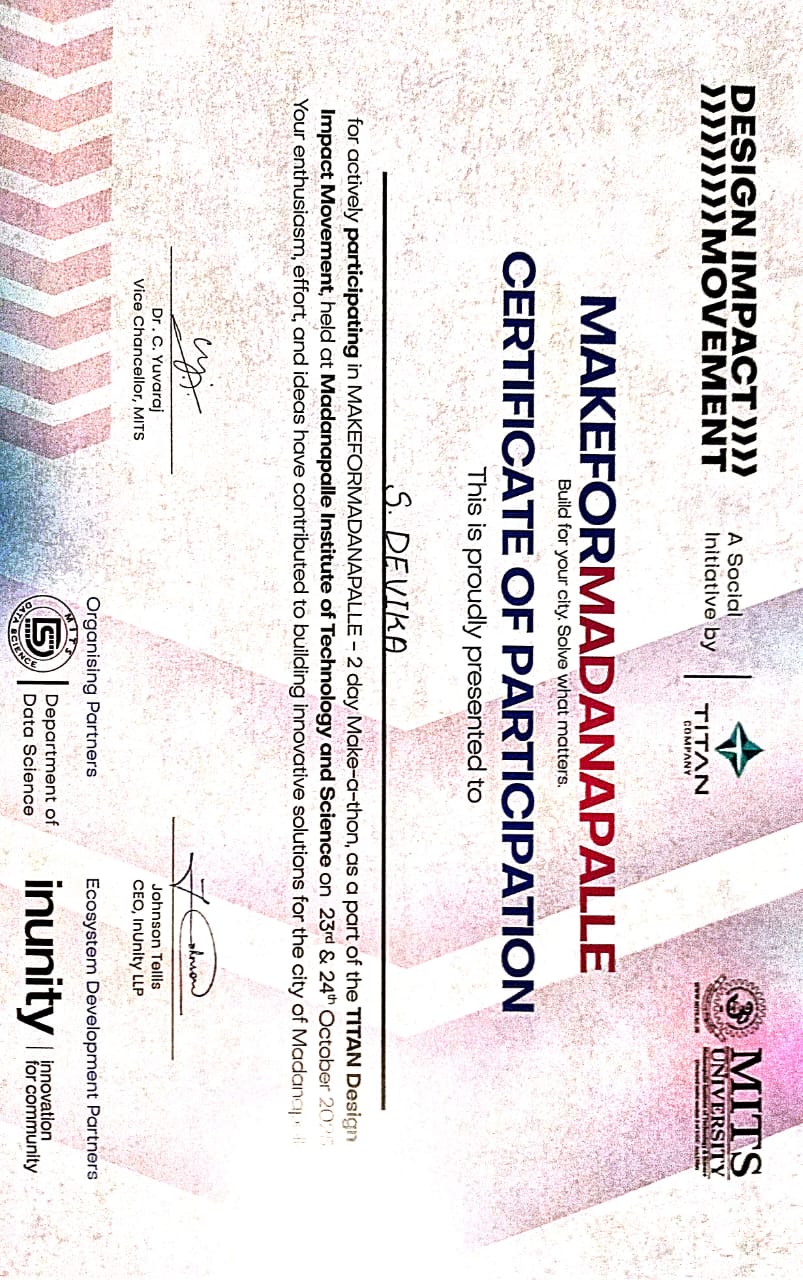 DESIGN IMPACT ❯❯❯❯
❯❯❯❯❯❯❯❯❯ MOVEMENT
A Social
Initiative by
TITAN
COMPANY
MITS
UNIVERSITY
MAKEFORMADANAPALLE
Build for your city. Solve what matters.
CERTIFICATE OF PARTICIPATION
This is proudly presented to
S. DEVIKA
for actively participating in MAKEFORMADANAPALLE - 2 day Make-a-thon, as a part of the TITAN Design
Impact Movement, held at Madanapalle Institute of Technology and Science on 23rd & 24th October
Your enthusiasm, effort, and ideas have contributed to building innovative solutions for the city of
Dr. C. Yuvaraj
Vice Chancellor, MITS
Johnson Tellis
CEO, inUnity LLP
Organising Partners
M I T S
DATA SCIENCE
Department of
Data Science
Ecosystem Development Partners
inunity
innovation
for community